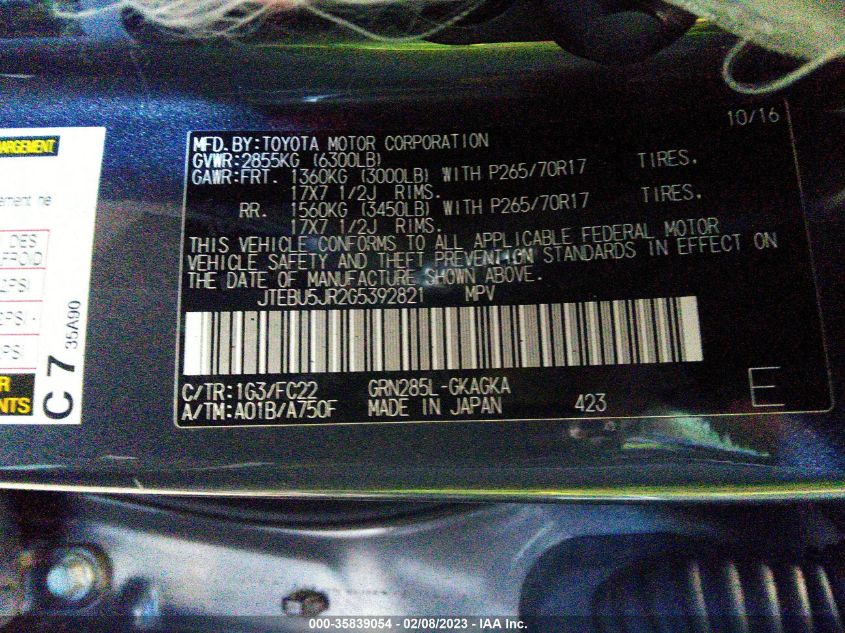 10/16
MFD.BY:TOYOTA MOTOR CORPORATION
GVWR:2855KG (6300LB)
GAWR:FRT. 1360KG (3000LB) WITH P265/70R17 TIRES.
17X7 1/2J RIMS.
RR. 1560KG (3450LB) WITH P265/70R17 TIRES.
17X7 1/2J RIMS.
THIS VEHICLE CONFORMS TO ALL APPLICABLE FEDERAL MOTOR
VEHICLE SAFETY AND THEFT PREVENTION STANDARDS IN EFFECT ON
THE DATE OF MANUFACTURE SHOWN ABOVE.
JTEBU5JR2G5392821 MPV
C/TR:1G3/FC22 GRN285L-GKAGKA
A/TM:A01B/A750F MADE IN JAPAN 423
E
ement ne
DES
C7
35A90
000-35839054 - 02/08/2023 - IAA Inc.